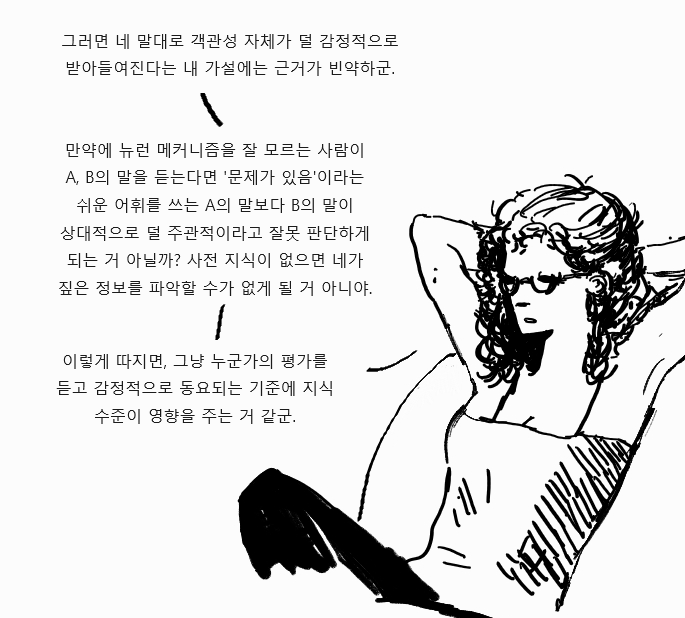 그러면 네 말대로 객관성 자체가 덜 감정적으로
받아들여진다는 내 가설에는 근거가 빈약하군.
만약에 뉴런 메커니즘을 잘 모르는 사람이
A, B의 말을 듣는다면 '문제가 있음'이라는
쉬운 어휘를 쓰는 A의 말보다 B의 말이
상대적으로 덜 주관적이라고 잘못 판단하게
되는 거 아닐까? 사전 지식이 없으면 네가
짚은 정보를 파악할 수가 없게 될 거 아니야.
이렇게 따지면, 그냥 누군가의 평가를
듣고 감정적으로 동요되는 기준에 지식
수준이 영향을 주는 거 같군.